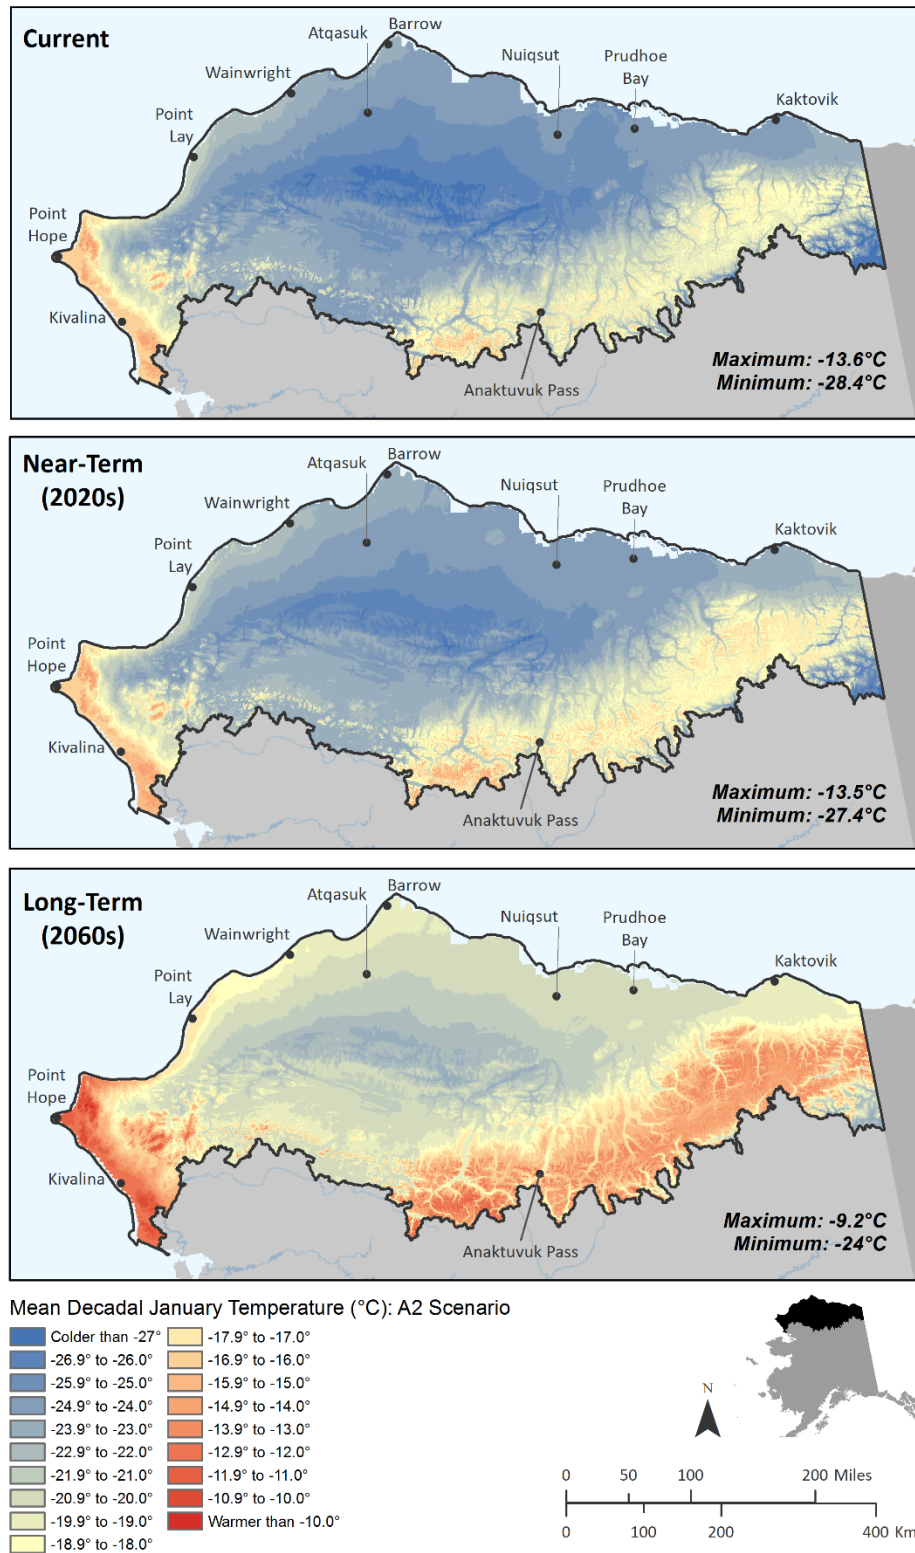 Current
Barrow
Atqasuk
Wainwright
Nuiqsut
Prudhoe
Bay
Kaktovik
Point
Lay
Point
Hope
Kivalina
Anaktuvuk Pass
Maximum: -13.6°C
Minimum: -28.4°C
Near-Term
(2020s)
Barrow
Atqasuk
Wainwright
Nuiqsut
Prudhoe
Bay
Kaktovik
Point
Lay
Point
Hope
Kivalina
Anaktuvuk Pass
Maximum: -13.5°C
Minimum: -27.4°C
Long-Term
(2060s)
Barrow
Atqasuk
Wainwright
Nuiqsut
Prudhoe
Bay
Kaktovik
Point
Lay
Point
Hope
Kivalina
Anaktuvuk Pass
Maximum: -9.2°C
Minimum: -24°C
Mean Decadal January Temperature (°C): A2 Scenario
Colder than -27°
-26.9° to -26.0°
-25.9° to -25.0°
-24.9° to -24.0°
-23.9° to -23.0°
-22.9° to -22.0°
-21.9° to -21.0°
-20.9° to -20.0°
-19.9° to -19.0°
-18.9° to -18.0°
-17.9° to -17.0°
-16.9° to -16.0°
-15.9° to -15.0°
-14.9° to -14.0°
-13.9° to -13.0°
-12.9° to -12.0°
-11.9° to -11.0°
-10.9° to -10.0°
Warmer than -10.0°
N
0 50 100 200 Miles
0 100 200 400 Km